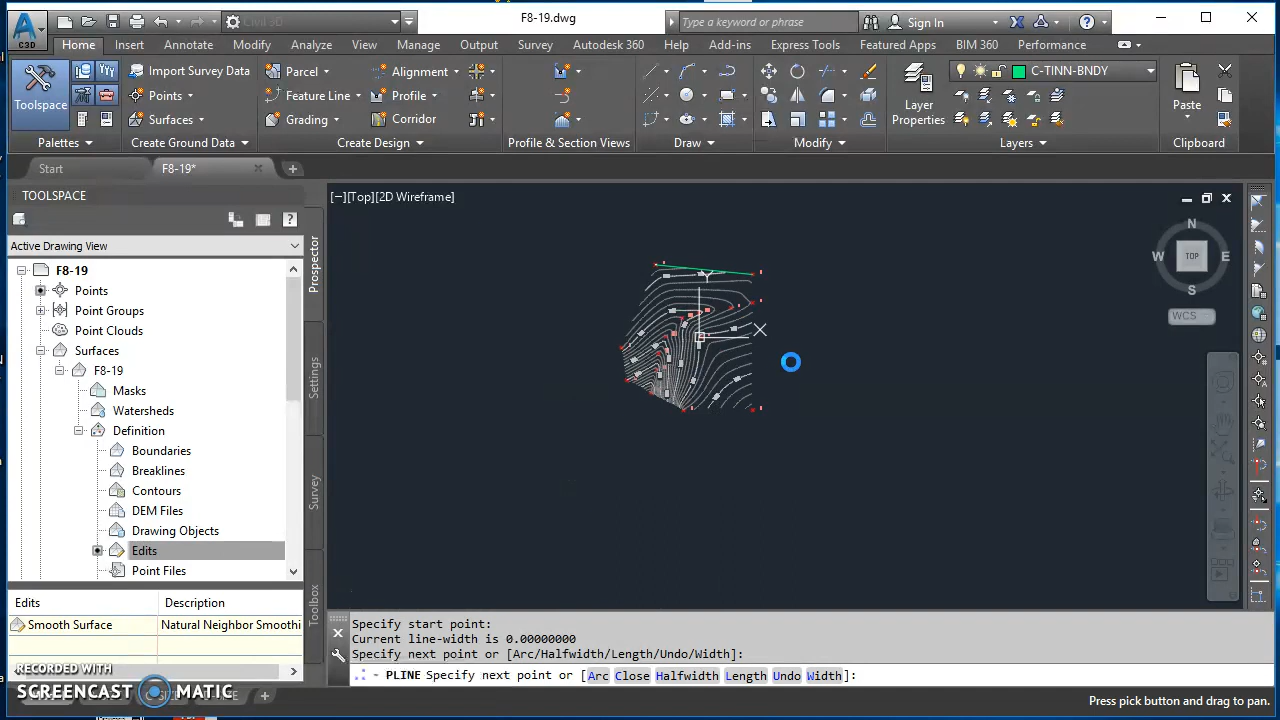 A
C3D
Civil 3D
F8-19.dwg
Type a keyword or phrase
Sign In
?
Home
Insert
Annotate
Modify
Analyze
View
Manage
Output
Survey
Autodesk 360
Help
Add-ins
Express Tools
Featured Apps
BIM 360
Performance
Toolspace
Import Survey Data
Points
Surfaces
Parcel
Feature Line
Grading
Alignment
Profile
Corridor
Layer
Properties
C-TINN-BNDY
Paste
Palettes
Create Ground Data
Create Design
Profile & Section Views
Draw
Modify
Layers
Clipboard
Start
F8-19*
TOOLSPACE
?
Active Drawing View
F8-19
Points
Point Groups
Point Clouds
Surfaces
F8-19
Masks
Watersheds
Definition
Boundaries
Breaklines
Contours
DEM Files
Drawing Objects
Edits
Point Files
Prospector
Settings
Survey
Toolbox
Edits
Description
Smooth Surface
Natural Neighbor Smoothi
[−][Top][2D Wireframe]
N
W
TOP
E
S
WCS
Y
X
Specify start point:
Current line-width is 0.00000000
Specify next point or [Arc/Halfwidth/Length/Undo/Width]:
PLINE Specify next point or [Arc Close Halfwidth Length Undo Width]:
Press pick button and drag to pan.
RECORDED WITH
SCREENCAST MATIC